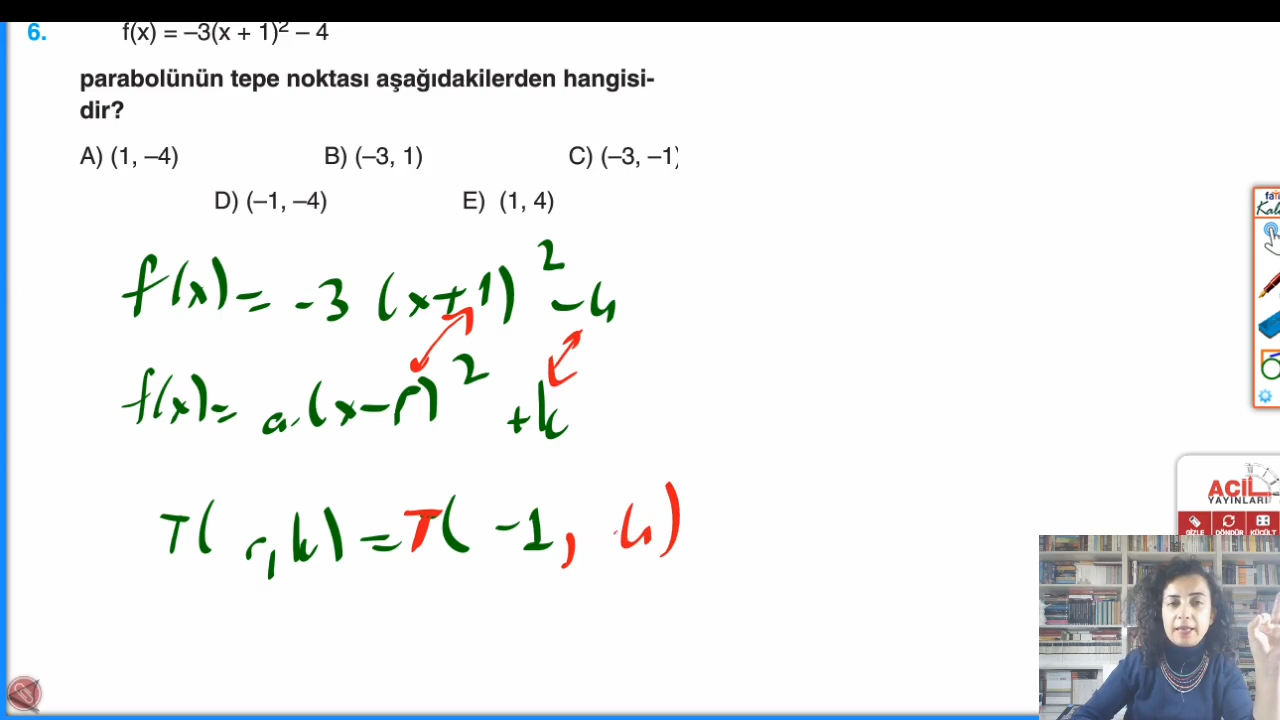 6. f(x) = –3(x + 1)² – 4
parabolünün tepe noktası aşağıdakilerden hangisi-
dir?
A) (1, –4) B) (–3, 1) C) (–3, –1)
D) (–1, –4) E) (1, 4)
f(x) = -3 (x+1)² -4
f(x) = a.(x-r)² +k
T( r, k) = T( -1, 4)
ACİL
YAYINLARI
GİZLE DÖNDÜR